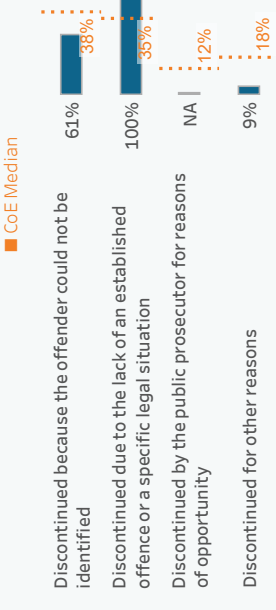 CoE Median
Discontinued because the offender could not be
identified
61%
38%
Discontinued due to the lack of an established
offence or a specific legal situation
100%
35%
Discontinued by the public prosecutor for reasons
of opportunity
NA
12%
Discontinued for other reasons
9%
18%